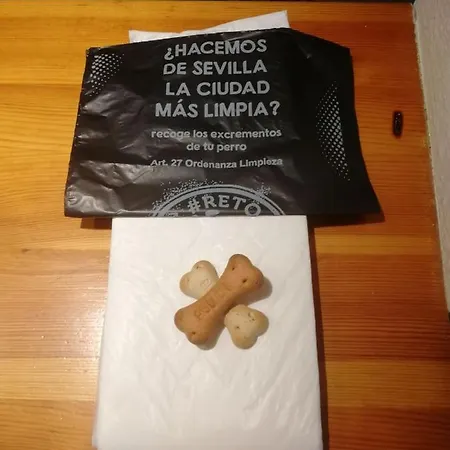 ¿HACEMOS
DE SEVILLA
LA CIUDAD
MÁS LIMPIA?
recoge los excrementos
de tu perro
Art. 27 Ordenanza Limpieza
#RETO